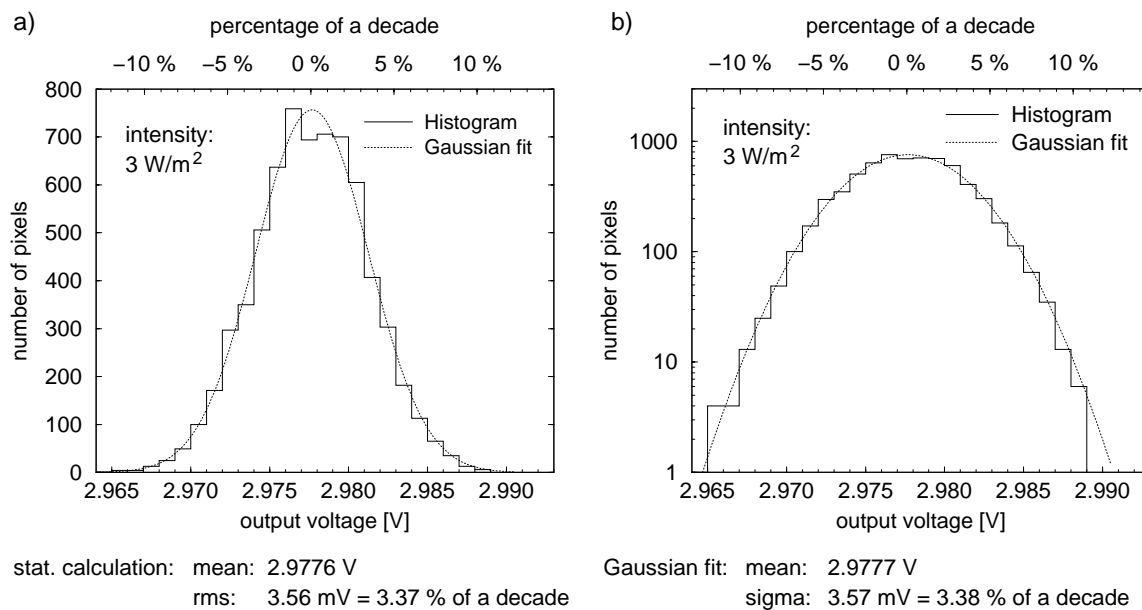 a)
percentage of a decade
−10 % −5 % 0 % 5 % 10 %
800
700
600
500
400
300
200
100
0
number of pixels
intensity:
3 W/m²
Histogram
Gaussian fit
2.965 2.970 2.975 2.980 2.985 2.990
output voltage [V]
b)
percentage of a decade
−10 % −5 % 0 % 5 % 10 %
1000
100
10
1
number of pixels
intensity:
3 W/m²
Histogram
Gaussian fit
2.965 2.970 2.975 2.980 2.985 2.990
output voltage [V]
stat. calculation: mean: 2.9776 V
rms: 3.56 mV = 3.37 % of a decade
Gaussian fit: mean: 2.9777 V
sigma: 3.57 mV = 3.38 % of a decade